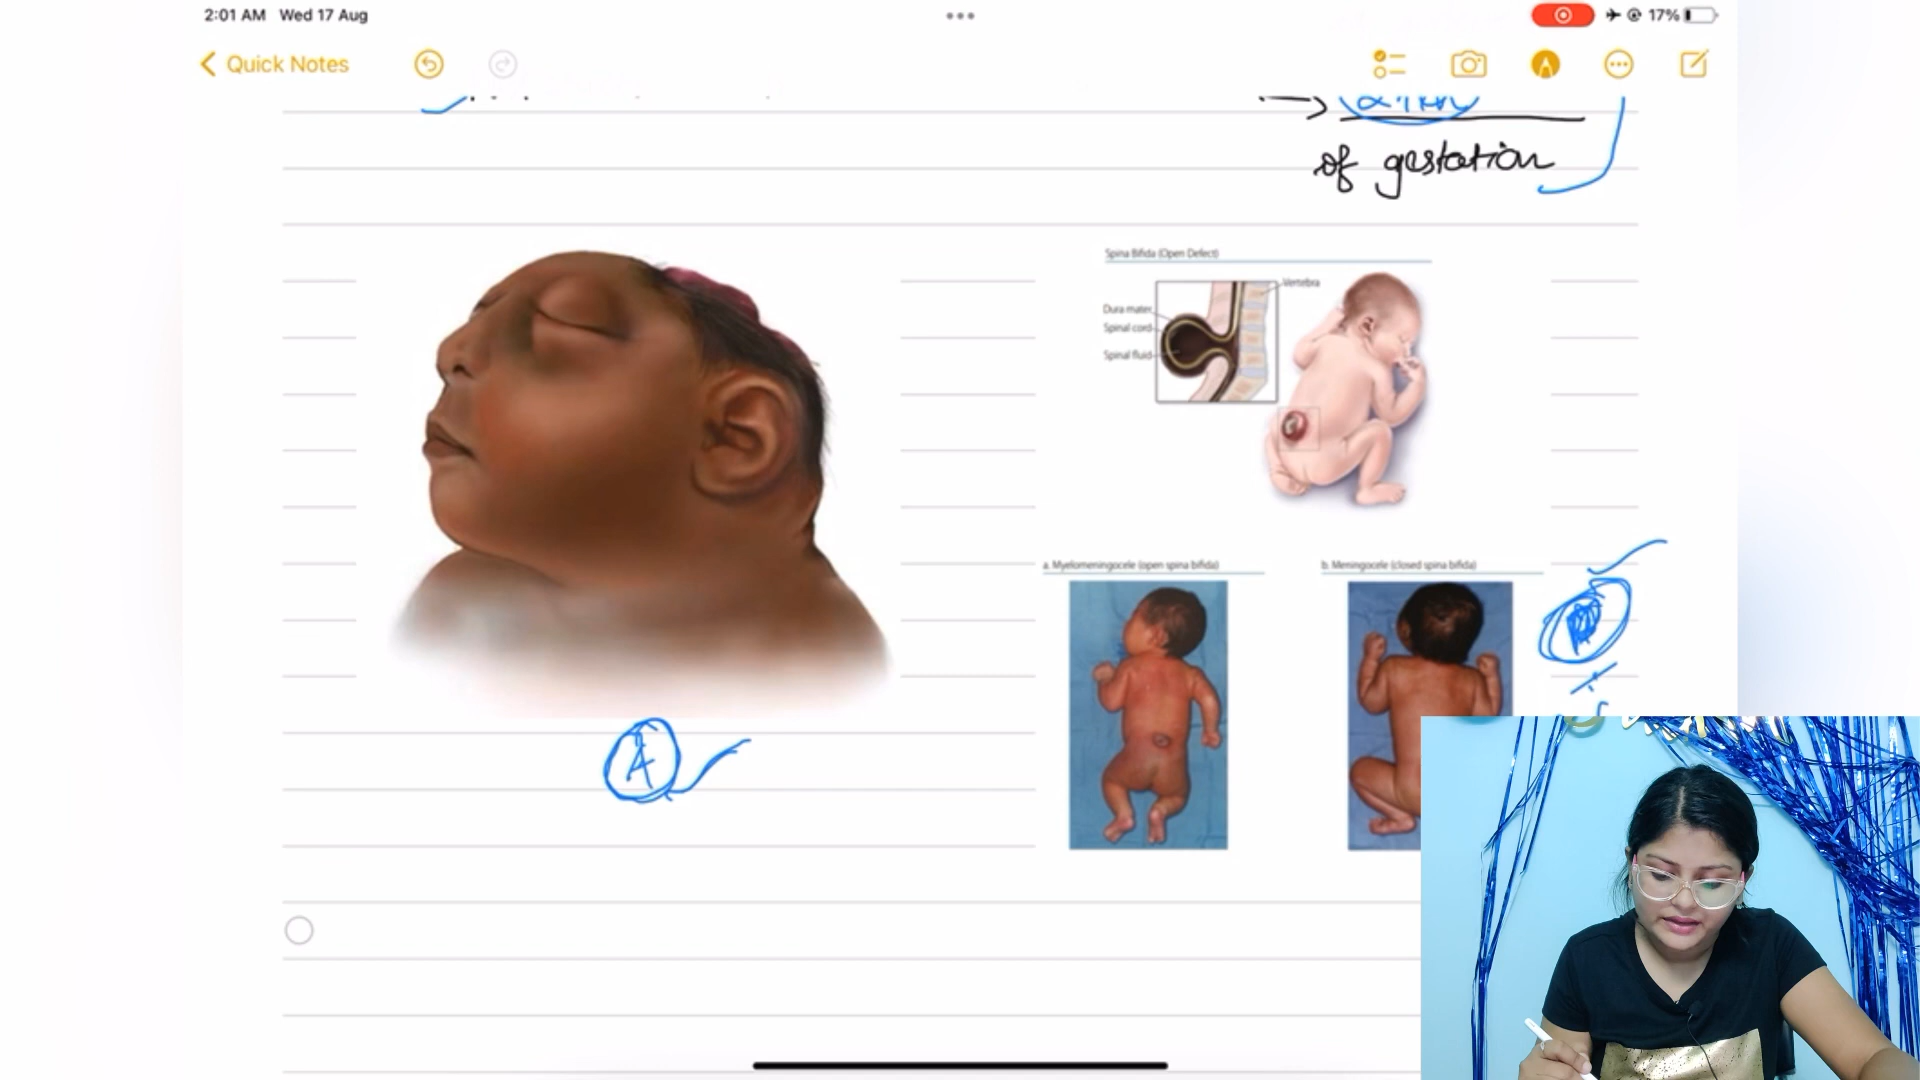 2:01 AM Wed 17 Aug
17%
Quick Notes
of gestation
Spina Bifida (Open Defect)
Vertebra
Dura mater
Spinal cord
Spinal fluid
a. Myelomeningocele (open spina bifida)
b. Meningocele (closed spina bifida)
A